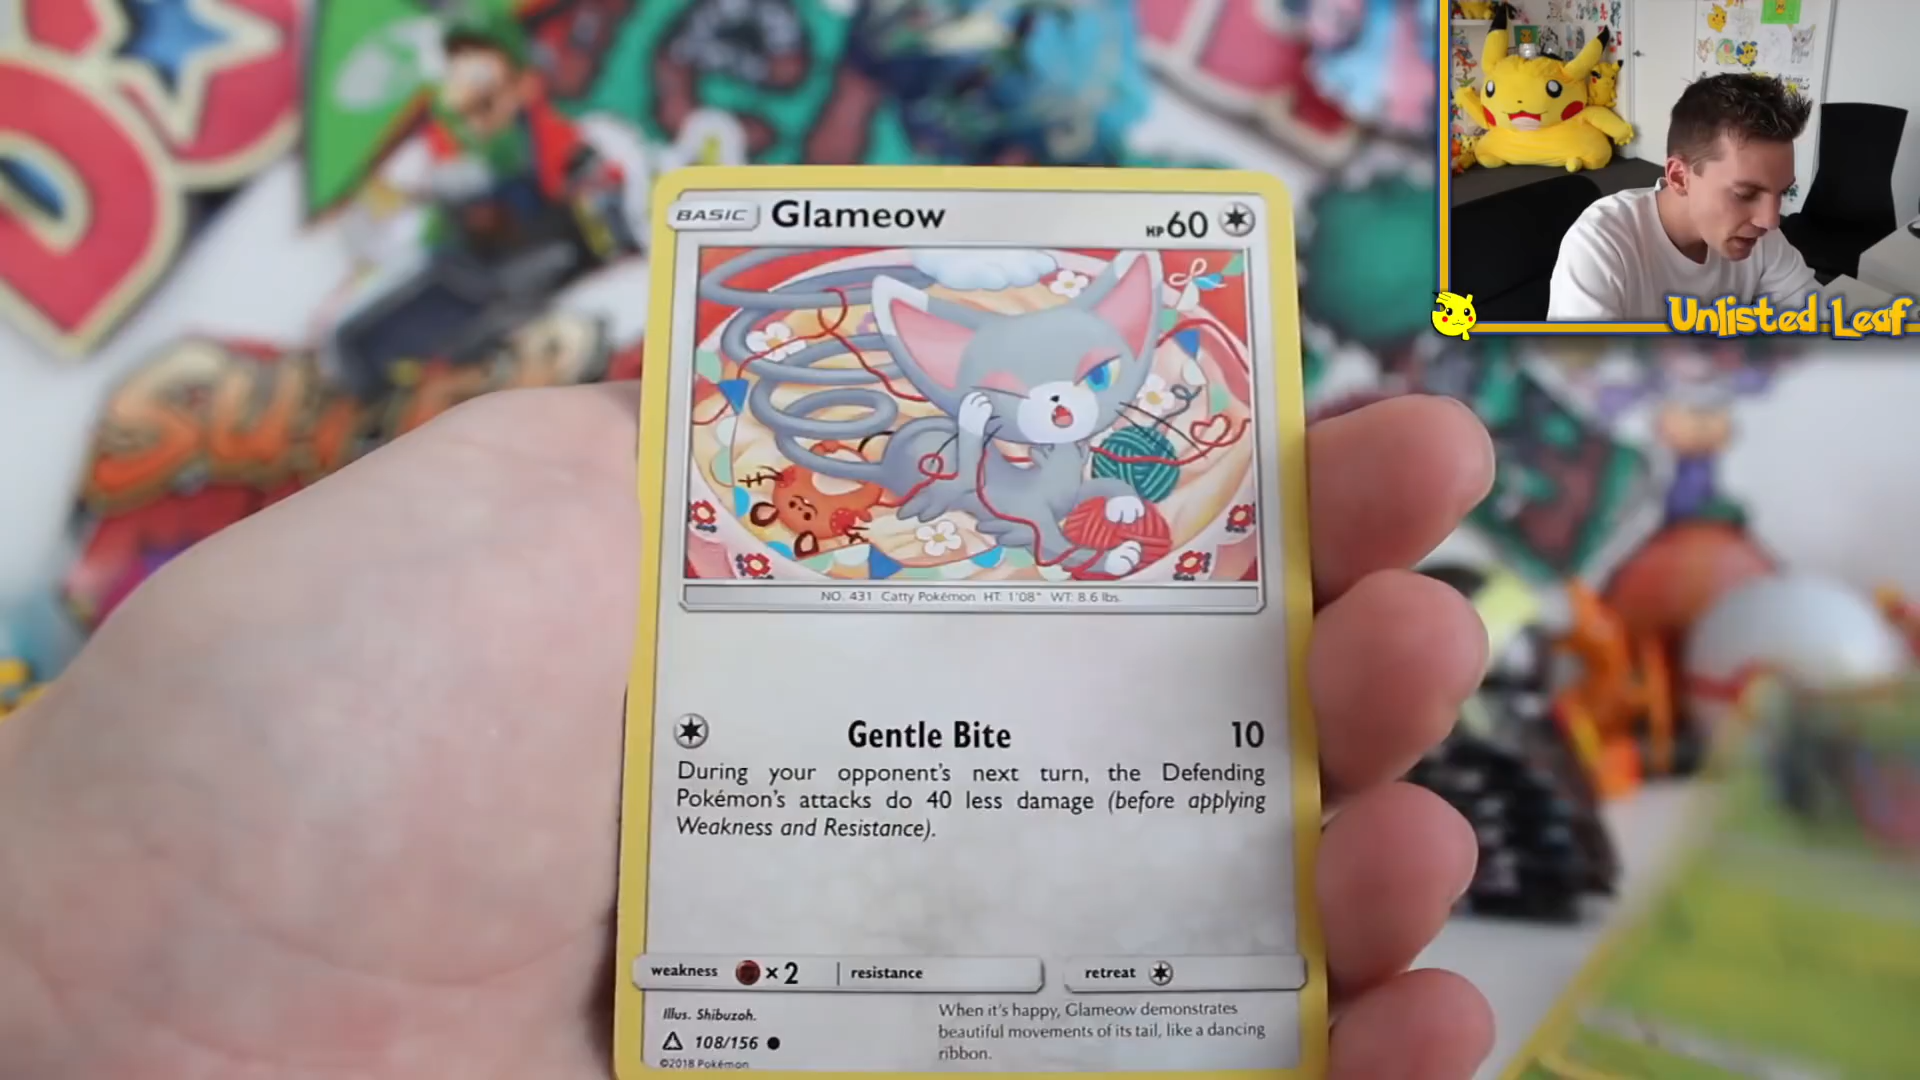 BASIC Glameow HP60
NO. 431 Catty Pokémon HT: 1'08" WT: 8.6 lbs.
Gentle Bite 10
During your opponent's next turn, the Defending
Pokémon's attacks do 40 less damage (before applying
Weakness and Resistance).
weakness ×2 resistance retreat
Illus. Shibuzoh.
108/156
©2018 Pokémon
When it's happy, Glameow demonstrates
beautiful movements of its tail, like a dancing
ribbon.
Unlisted Leaf